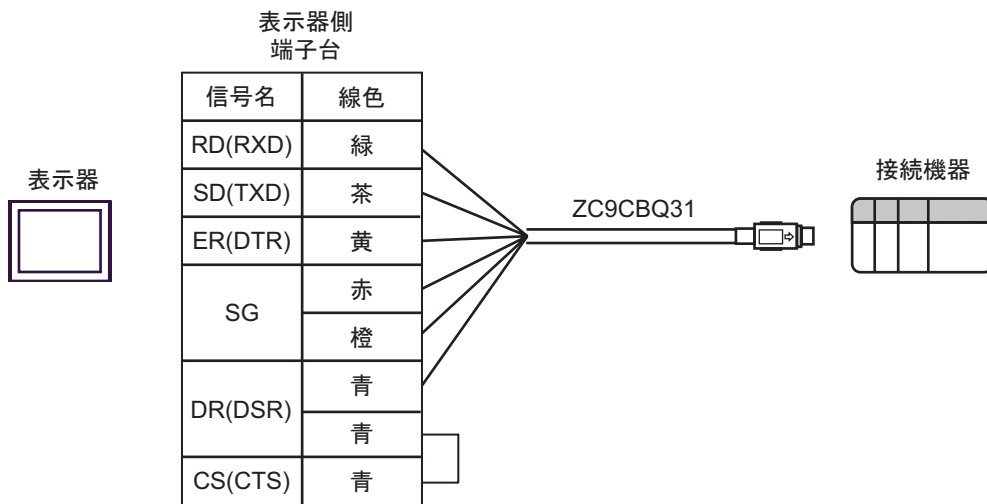 表示器側
端子台
信号名 線色
RD(RXD) 緑
SD(TXD) 茶
ER(DTR) 黄
SG 赤
橙
DR(DSR) 青
青
CS(CTS) 青
表示器
ZC9CBQ31
接続機器